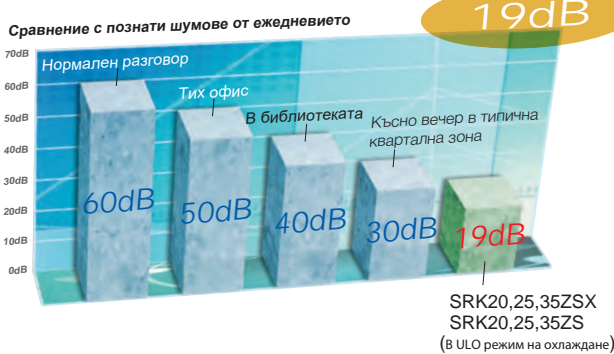 Сравнение с познати шумове от ежедневието
19dB
70dB
60dB
50dB
40dB
30dB
20dB
10dB
0dB
Нормален разговор
Тих офис
В библиотеката
Късно вечер в типична
квартална зона
60dB
50dB
40dB
30dB
19dB
SRK20,25,35ZSX
SRK20,25,35ZS
(В ULO режим на охлаждане)